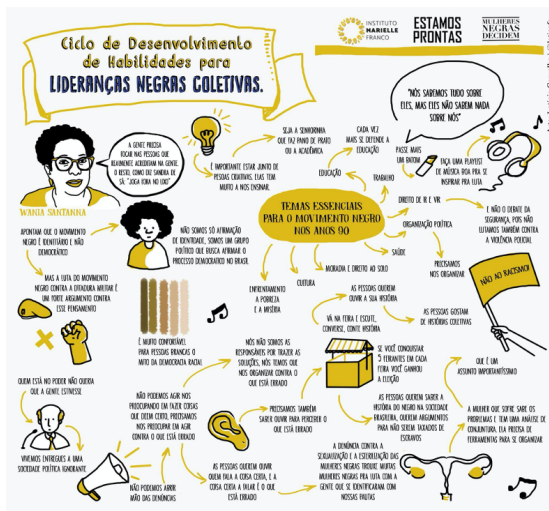 Ciclo de Desenvolvimento
de Habilidades para
LIDERANÇAS NEGRAS COLETIVAS.
INSTITUTO
MARIELLE
FRANCO
ESTAMOS
PRONTAS
MULHERES
NEGRAS
DECIDEM
"NÓS SABEMOS TUDO SOBRE
ELES, MAS ELES NÃO SABEM NADA
SOBRE NÓS"
A GENTE PRECISA
FOCAR NAS PESSOAS QUE
REALMENTE ACREDITAM NA GENTE.
O RESTO, COMO DIZ SANDRA DE
SÁ: "JOGA FORA NO LIXO"
WANIA SANTANNA
SEJA A SENHORINHA
QUE FAZ PANO DE PRATO
OU A ACADÊMICA
É IMPORTANTE ESTAR JUNTO DE
PESSOAS CRIATIVAS. ELAS TEM
MUITO A NOS ENSINAR.
CADA VEZ
MAIS SE DEFENDE A
EDUCAÇÃO
EDUCAÇÃO
TRABALHO
PASSE MAIS
UM BATOM
FAÇA UMA PLAYLIST
DE MÚSICA BOA PRA SE
INSPIRAR PRA LUTA
TEMAS ESSENCIAIS
PARA O MOVIMENTO NEGRO
NOS ANOS 90
DIREITO DE IR E VIR
E NÃO O DEBATE DA
SEGURANÇA, POIS NÃO
LUTAMOS TAMBÉM CONTRA
A VIOLÊNCIA POLICIAL
ORGANIZAÇÃO POLÍTICA
PRECISAMOS
NOS ORGANIZAR
SAÚDE
MORADIA E DIREITO AO SOLO
CULTURA
ENFRENTAMENTO
A POBREZA
E A MISÉRIA
APONTAM QUE O MOVIMENTO
NEGRO É IDENTITÁRIO E NÃO
DEMOCRÁTICO
NÃO SOMOS SÓ AFIRMAÇÃO
DE IDENTIDADE, SOMOS UM GRUPO
POLÍTICO QUE BUSCA AFIRMAR O
PROCESSO DEMOCRÁTICO NO BRASIL
MAS A LUTA DO MOVIMENTO
NEGRO CONTRA A DITADURA MILITAR É
UM FORTE ARGUMENTO CONTRA
ESSE PENSAMENTO
É MUITO CONFORTÁVEL
PARA PESSOAS BRANCAS O
MITO DA DEMOCRACIA RACIAL
AS PESSOAS QUEREM
OUVIR A SUA HISTÓRIA
VÁ NA FEIRA E ESCUTE,
CONVERSE, CONTE HISTÓRIA
AS PESSOAS GOSTAM
DE HISTÓRIAS COLETIVAS
NÃO AO RACISMO!
QUE É UM
ASSUNTO IMPORTANTÍSSIMO
NÓS NÃO SOMOS AS
RESPONSÁVEIS POR TRAZER AS
SOLUÇÕES, NÓS TEMOS QUE
NOS ORGANIZAR CONTRA O
QUE ESTÁ ERRADO
SE VOCÊ CONQUISTAR
5 FEIRANTES EM CADA
FEIRA VOCÊ GANHOU
A ELEIÇÃO
QUEM ESTÁ NO PODER NÃO QUERIA
QUE A GENTE EXISTISSE
VIVEMOS ENTREGUES A UMA
SOCIEDADE POLÍTICA IGNORANTE
NÃO PODEMOS AGIR NOS
PREOCUPANDO EM FAZER COISAS
QUE DEEM CERTO, PRECISAMOS
NOS PREOCUPAR EM AGIR
CONTRA O QUE ESTÁ ERRADO
PRECISAMOS TAMBÉM
SABER OUVIR PARA PERCEBER O
QUE ESTÁ ERRADO
AS PESSOAS QUEREM SABER A
HISTÓRIA DO NEGRO NA SOCIEDADE
BRASILEIRA, QUEREM ARGUMENTOS PARA
NÃO SEREM TAXADOS DE
ESCRAVOS
A MULHER QUE SOFRE SABE OS
PROBLEMAS E TEM UMA ANÁLISE DE
CONJUNTURA. ELA PRECISA DE
FERRAMENTAS PARA SE ORGANIZAR
NÃO PODEMOS ABRIR
MÃO DAS DENÚNCIAS
AS PESSOAS QUEREM OUVIR
QUEM FALA A COISA CERTA, E A
COISA CERTA A FALAR É O QUE
ESTÁ ERRADO
A DENÚNCIA CONTRA A
SEXUALIZAÇÃO E A ESTERILIZAÇÃO DAS
MULHERES NEGRAS TROUXE MUITAS
MULHERES NEGRAS PRA LUTA COM A
GENTE QUE SE IDENTIFICARAM COM
NOSSAS PAUTAS